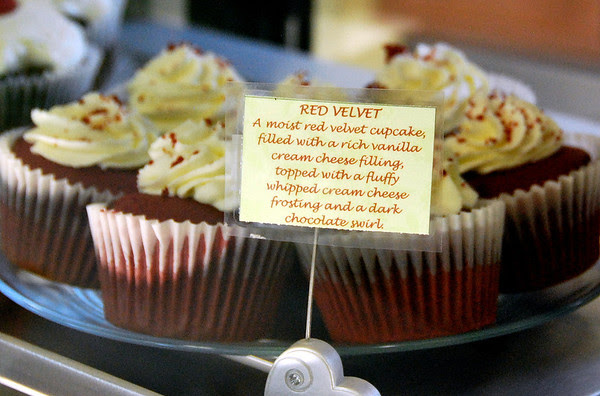 RED VELVET
A moist red velvet cupcake,
filled with a rich vanilla
cream cheese filling,
topped with a fluffy
whipped cream cheese
frosting and a dark
chocolate swirl.